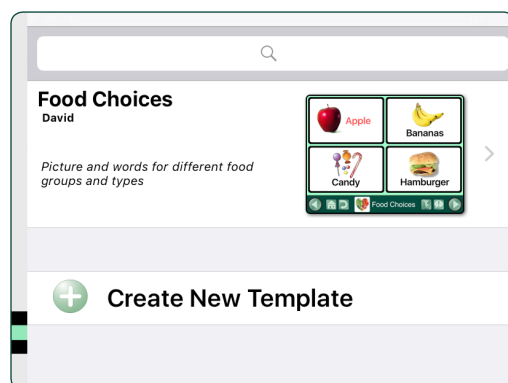 Food Choices
David
Picture and words for different food
groups and types
Apple
Bananas
Candy
Hamburger
Food Choices
Create New Template